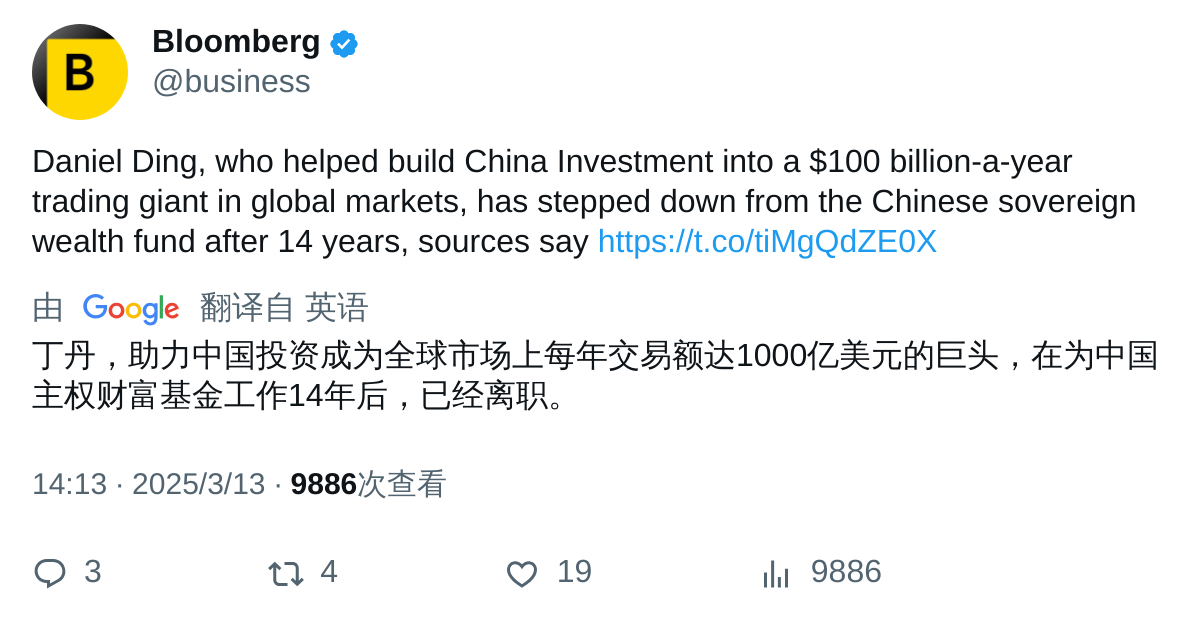 B
Bloomberg
@business
Daniel Ding, who helped build China Investment into a $100 billion-a-year
trading giant in global markets, has stepped down from the Chinese sovereign
wealth fund after 14 years, sources say https://t.co/tiMgQdZE0X
由 Google 翻译自 英语
丁丹，助力中国投资成为全球市场上每年交易额达1000亿美元的巨头，在为中国
主权财富基金工作14年后，已经离职。
14:13 · 2025/3/13 · 9886次查看
3 4 19 9886